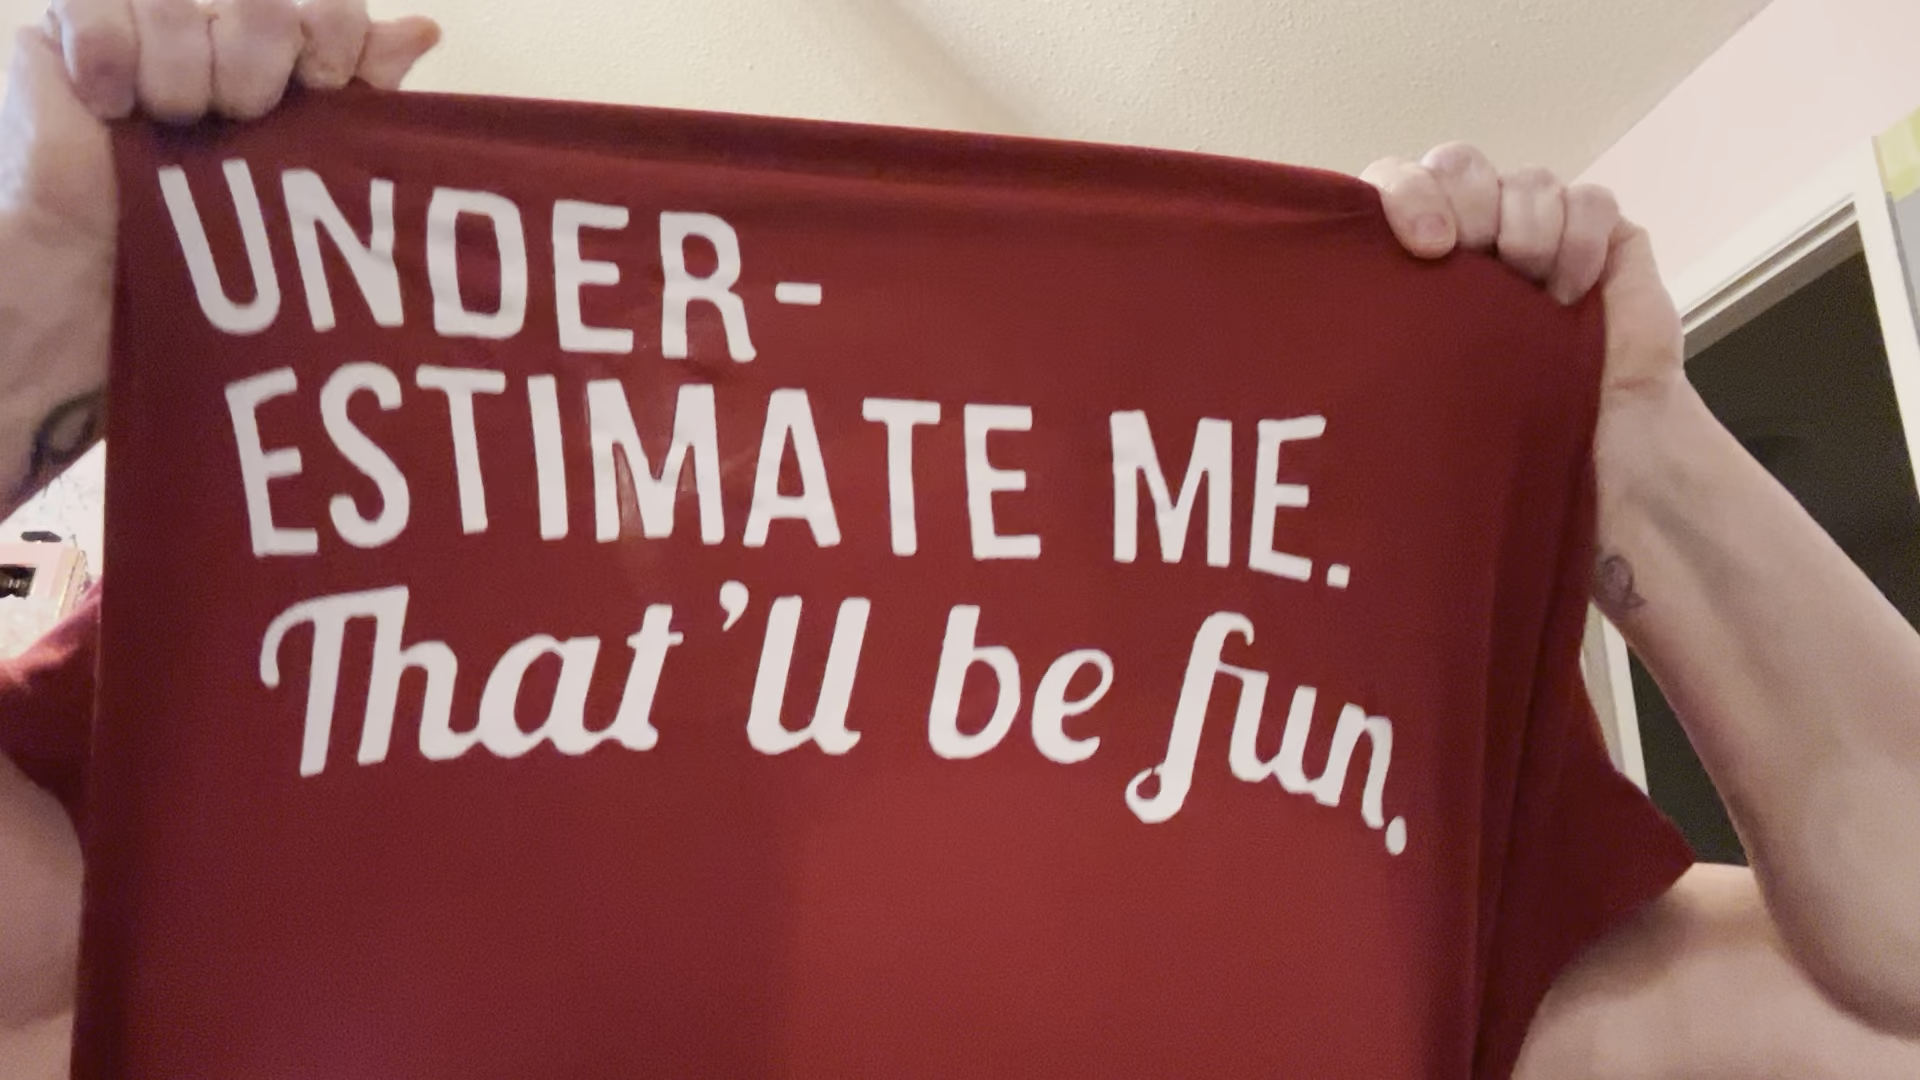 UNDER-
ESTIMATE ME.
That'll be fun.